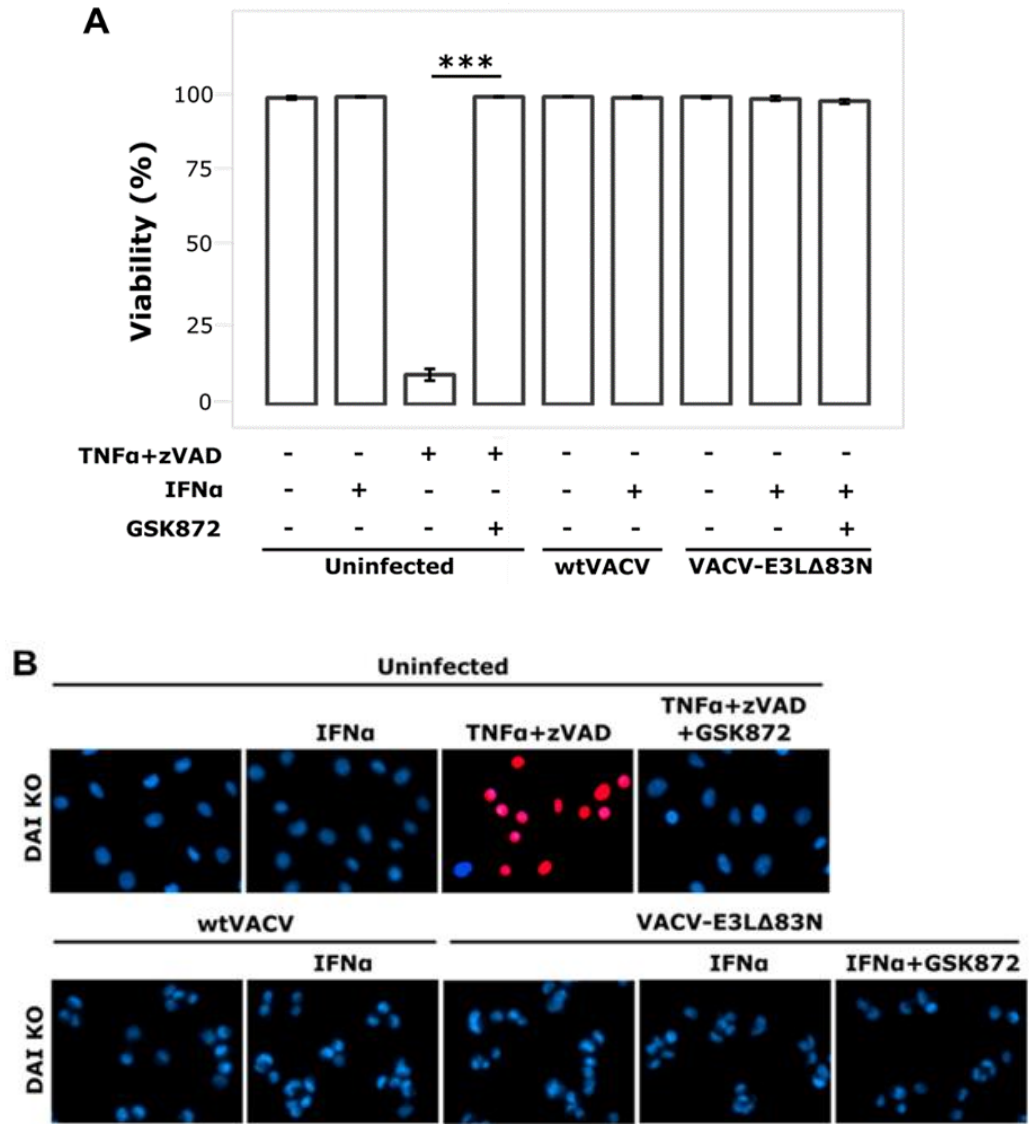 A
***
100
75
50
25
0
Viability (%)
TNFα+zVAD - - + + - - - - -
IFNα - + - - - + - + +
GSK872 - - - + - - - - +
Uninfected wtVACV VACV-E3LΔ83N
B
Uninfected
IFNα TNFα+zVAD TNFα+zVAD
+GSK872
DAI KO
wtVACV VACV-E3LΔ83N
IFNα IFNα IFNα+GSK872
DAI KO